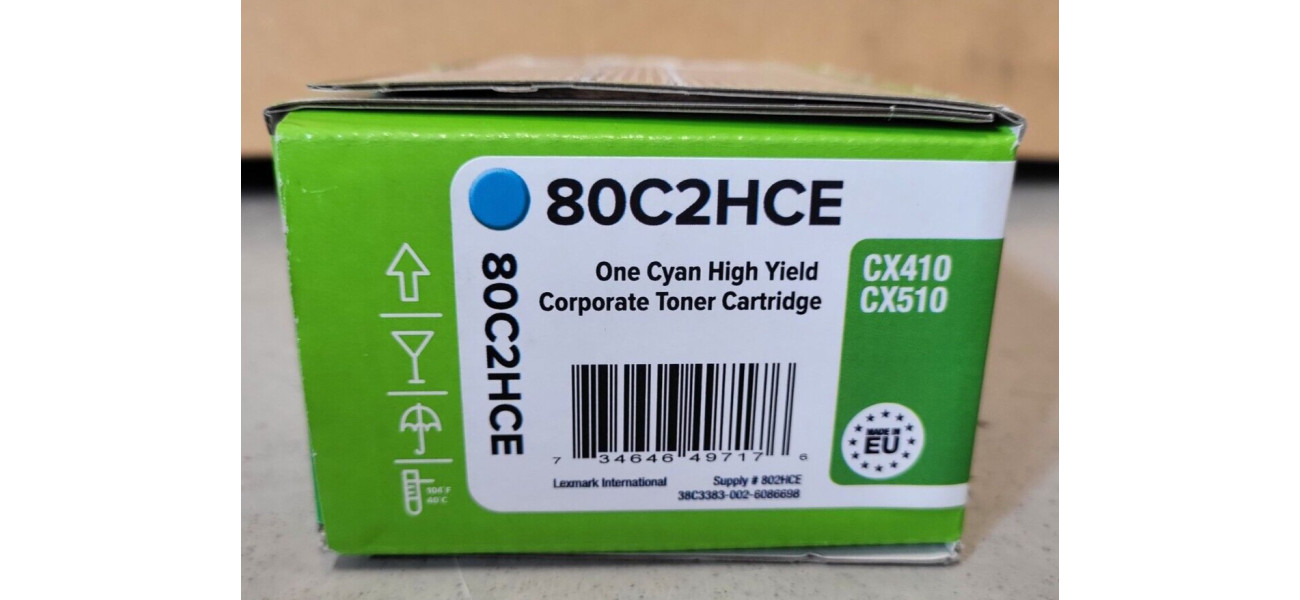 80C2HCE
80C2HCE
One Cyan High Yield
Corporate Toner Cartridge
CX410
CX510
7 34646 49717 6
Lexmark International
Supply # 802HCE
38C3383-002-6086698
MADE IN
EU
104 F
40 C